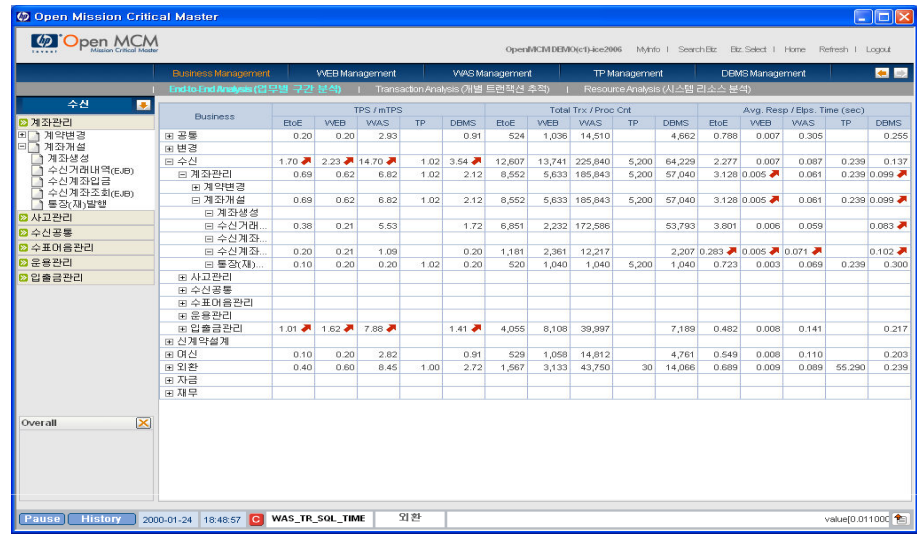 Open Mission Critical Master
hp Open MCM
invent Mission Critical Master
OpenMCM DEMO(c1)-ice2006 MyInfo | Search Biz Biz. Select | Home Refresh | Logout
Business Management WEB Management WAS Management TP Management DBMS Management
End-to-End Analysis (업무별 구간 분석) | Transaction Analysis (개별 트랜잭션 추적) | Resource Analysis (시스템 리소스 분석)
수신
계좌관리
계약변경
계좌개설
계좌생성
수신거래내역(EJB)
수신계좌입금
수신계좌조회(EJB)
통장(재)발행
사고관리
수신공통
수표어음관리
운용관리
입출금관리
Overall
Business TPS / mTPS Total Trx / Proc Cnt Avg. Resp / Elps. Time (sec)
EtoE WEB WAS TP DBMS EtoE WEB WAS TP DBMS EtoE WEB WAS TP DBMS
공통 0.20 0.20 2.93 0.91 524 1,036 14,510 4,662 0.788 0.007 0.305 0.255
변경
수신 1.70 2.23 14.70 1.02 3.54 12,607 13,741 225,840 5,200 64,229 2.277 0.007 0.087 0.239 0.137
계좌관리 0.69 0.62 6.82 1.02 2.12 8,552 5,633 185,843 5,200 57,040 3.128 0.005 0.061 0.239 0.099
계약변경
계좌개설 0.69 0.62 6.82 1.02 2.12 8,552 5,633 185,843 5,200 57,040 3.128 0.005 0.061 0.239 0.099
계좌생성
수신거래... 0.38 0.21 5.53 1.72 6,851 2,232 172,586 53,793 3.801 0.006 0.059 0.083
수신계좌...
수신계좌... 0.20 0.21 1.09 0.20 1,181 2,361 12,217 2,207 0.283 0.005 0.071 0.102
통장(재)... 0.10 0.20 0.20 1.02 0.20 520 1,040 1,040 5,200 1,040 0.723 0.003 0.069 0.239 0.300
사고관리
수신공통
수표어음관리
운용관리
입출금관리 1.01 1.62 7.88 1.41 4,055 8,108 39,997 7,189 0.482 0.008 0.141 0.217
신계약설계
여신 0.10 0.20 2.82 0.91 529 1,058 14,812 4,761 0.549 0.008 0.110 0.203
외환 0.40 0.60 8.45 1.00 2.72 1,567 3,133 43,750 30 14,066 0.689 0.009 0.089 55.290 0.239
자금
재무
Pause History 2000-01-24 18:48:57 C WAS_TR_SQL_TIME 외환 value[0.011000